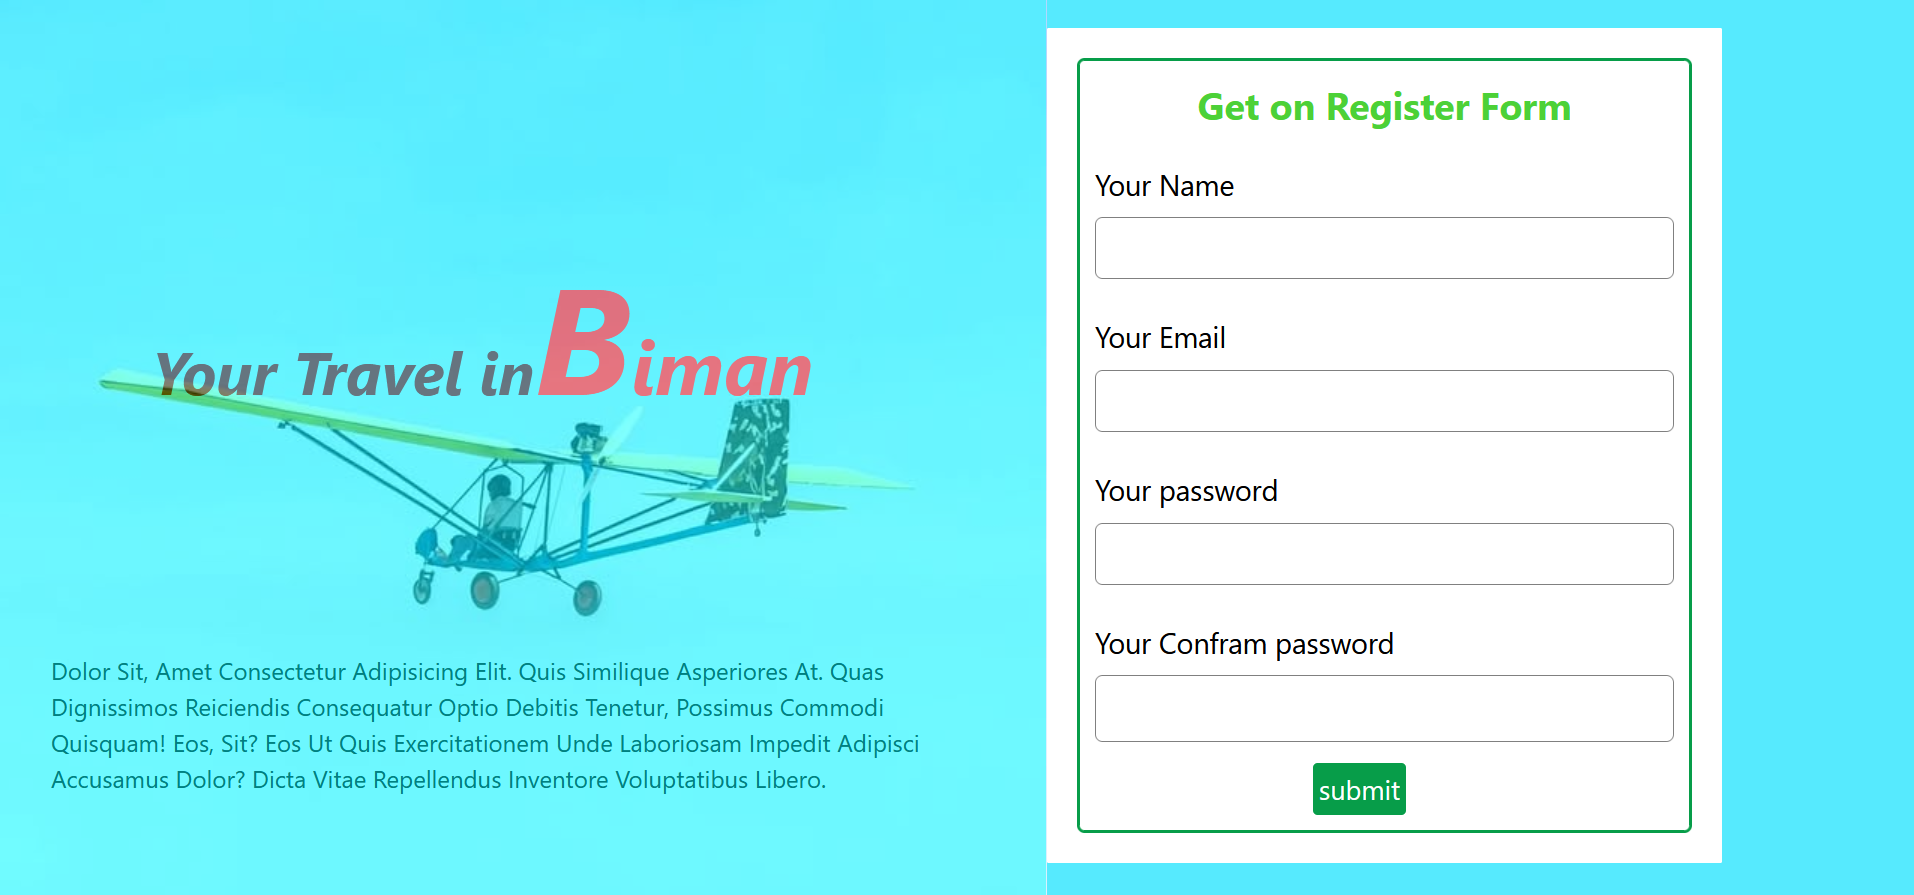 Your Travel in Biman
Dolor Sit, Amet Consectetur Adipisicing Elit. Quis Similique Asperiores At. Quas
Dignissimos Reiciendis Consequatur Optio Debitis Tenetur, Possimus Commodi
Quisquam! Eos, Sit? Eos Ut Quis Exercitationem Unde Laboriosam Impedit Adipisci
Accusamus Dolor? Dicta Vitae Repellendus Inventore Voluptatibus Libero.
Get on Register Form
Your Name
Your Email
Your password
Your Confram password
submit